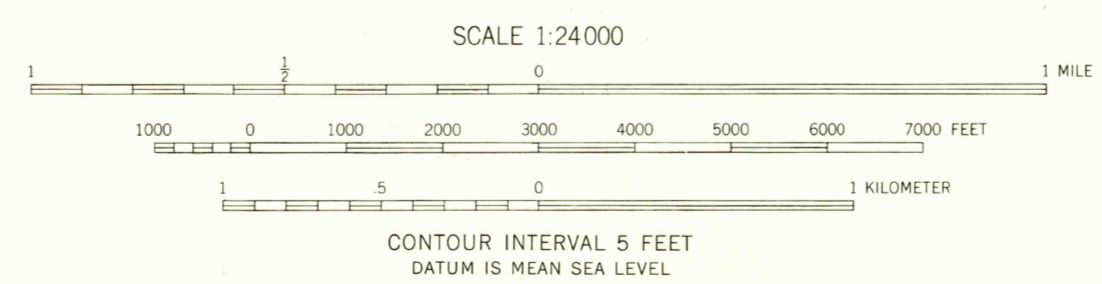 SCALE 1:24000
1 1/2 0 1 MILE
1000 0 1000 2000 3000 4000 5000 6000 7000 FEET
1 .5 0 1 KILOMETER
CONTOUR INTERVAL 5 FEET
DATUM IS MEAN SEA LEVEL